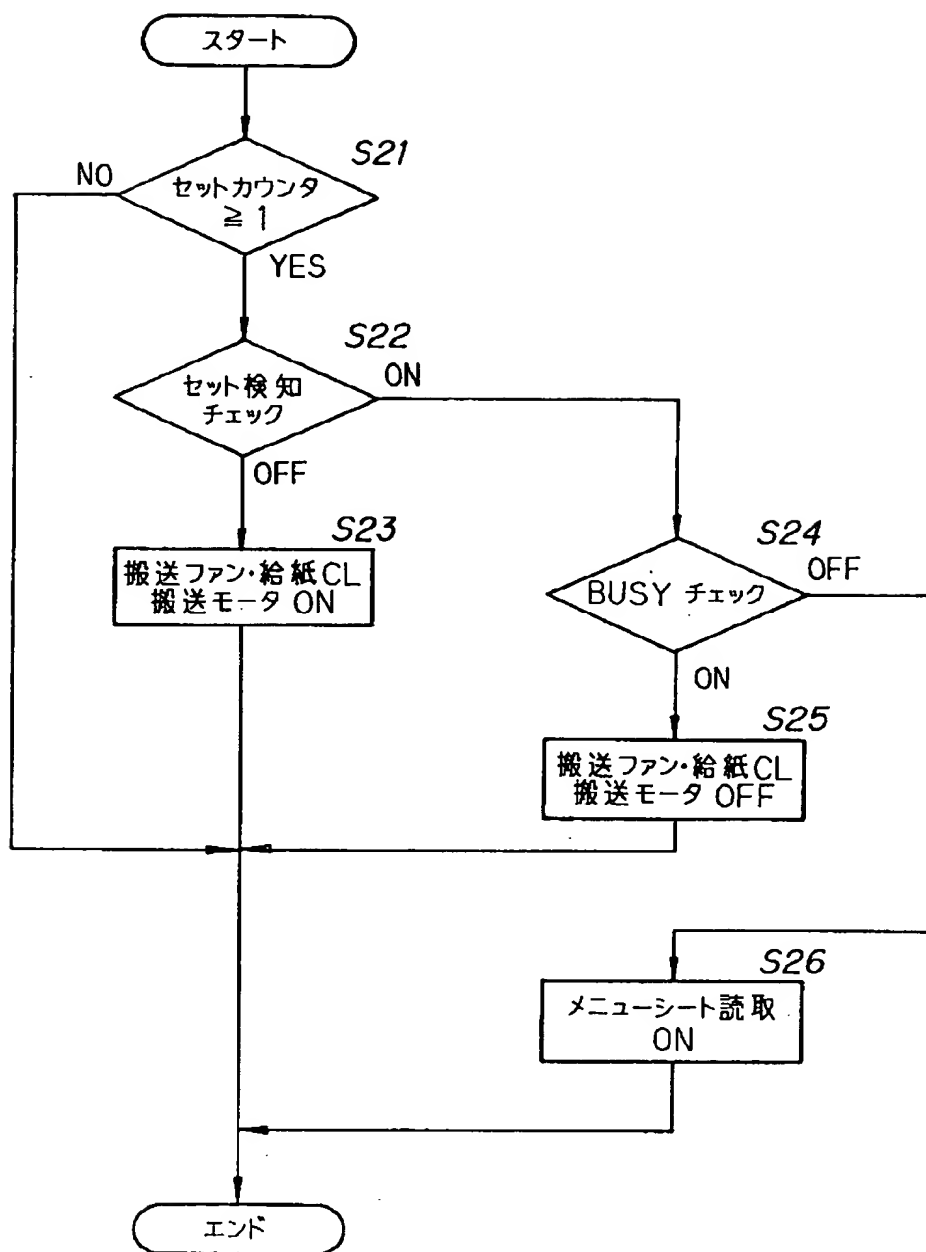 スタート
S21
NO
セットカウンタ
≧ 1
YES
S22
セット検知
チェック
ON
OFF
S23
搬送ファン・給紙CL
搬送モータ ON
S24
BUSY チェック
OFF
ON
S25
搬送ファン・給紙CL
搬送モータ OFF
S26
メニューシート読取
ON
エンド